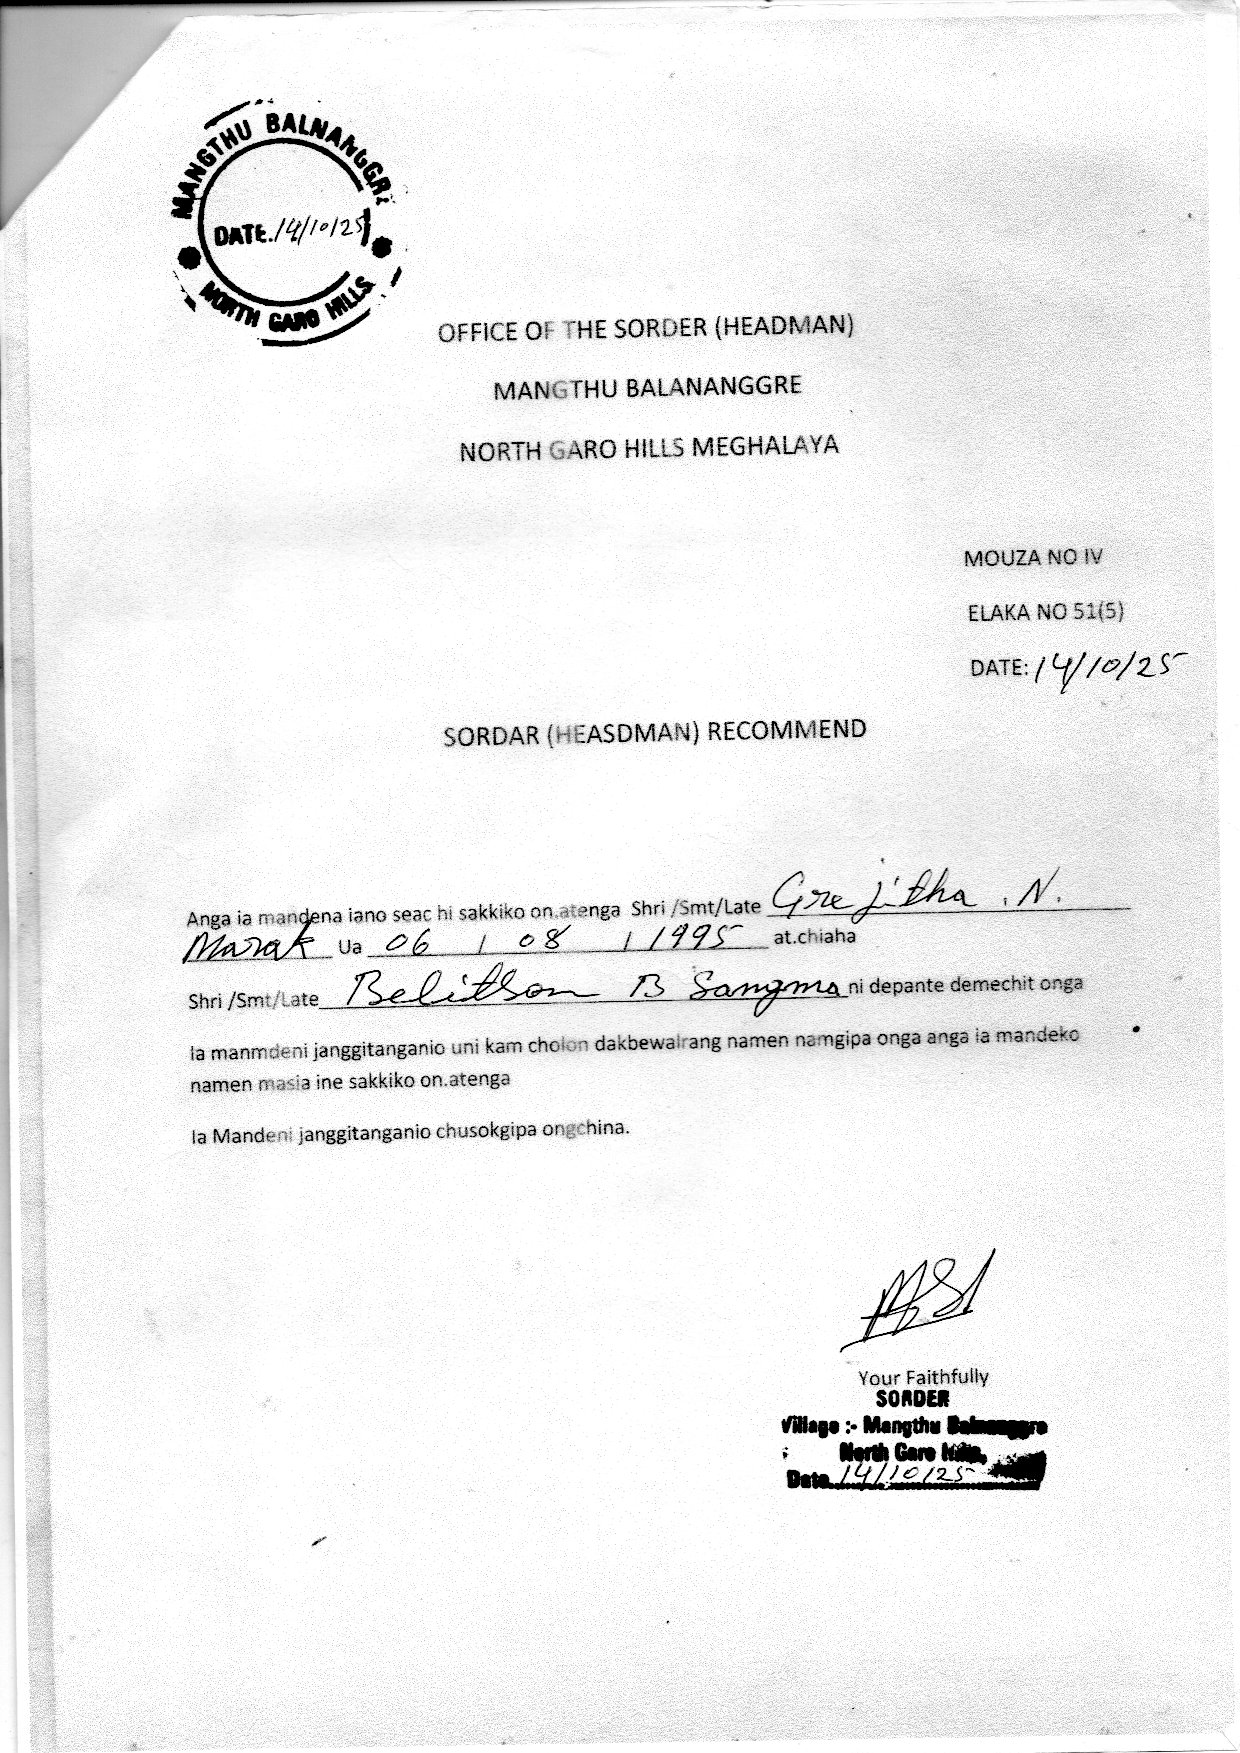 MANGTHU BALNANGGRE
DATE. 14/10/25
NORTH GARO HILLS
OFFICE OF THE SORDER (HEADMAN)
MANGTHU BALANANGGRE
NORTH GARO HILLS MEGHALAYA
MOUZA NO IV
ELAKA NO 51(5)
DATE: 14/10/25
SORDAR (HEASDMAN) RECOMMEND
Anga ia mandena iano seac hi sakkiko on.atenga Shri /Smt/Late Grejitha . N.
Marak Ua 06 / 08 / 1995 at.chiaha
Shri /Smt/Late Belithson B Sangma ni depante demechit onga
Ia manmdeni janggitanganio uni kam cholon dakbewalrang namen namgipa onga anga ia mandeko
namen masia ine sakkiko on.atenga
Ia Mandeni janggitanganio chusokgipa ongchina.
Your Faithfully
SORDER
Village :- Mangthu Balnanggre
North Garo Hills,
Date 14/10/25